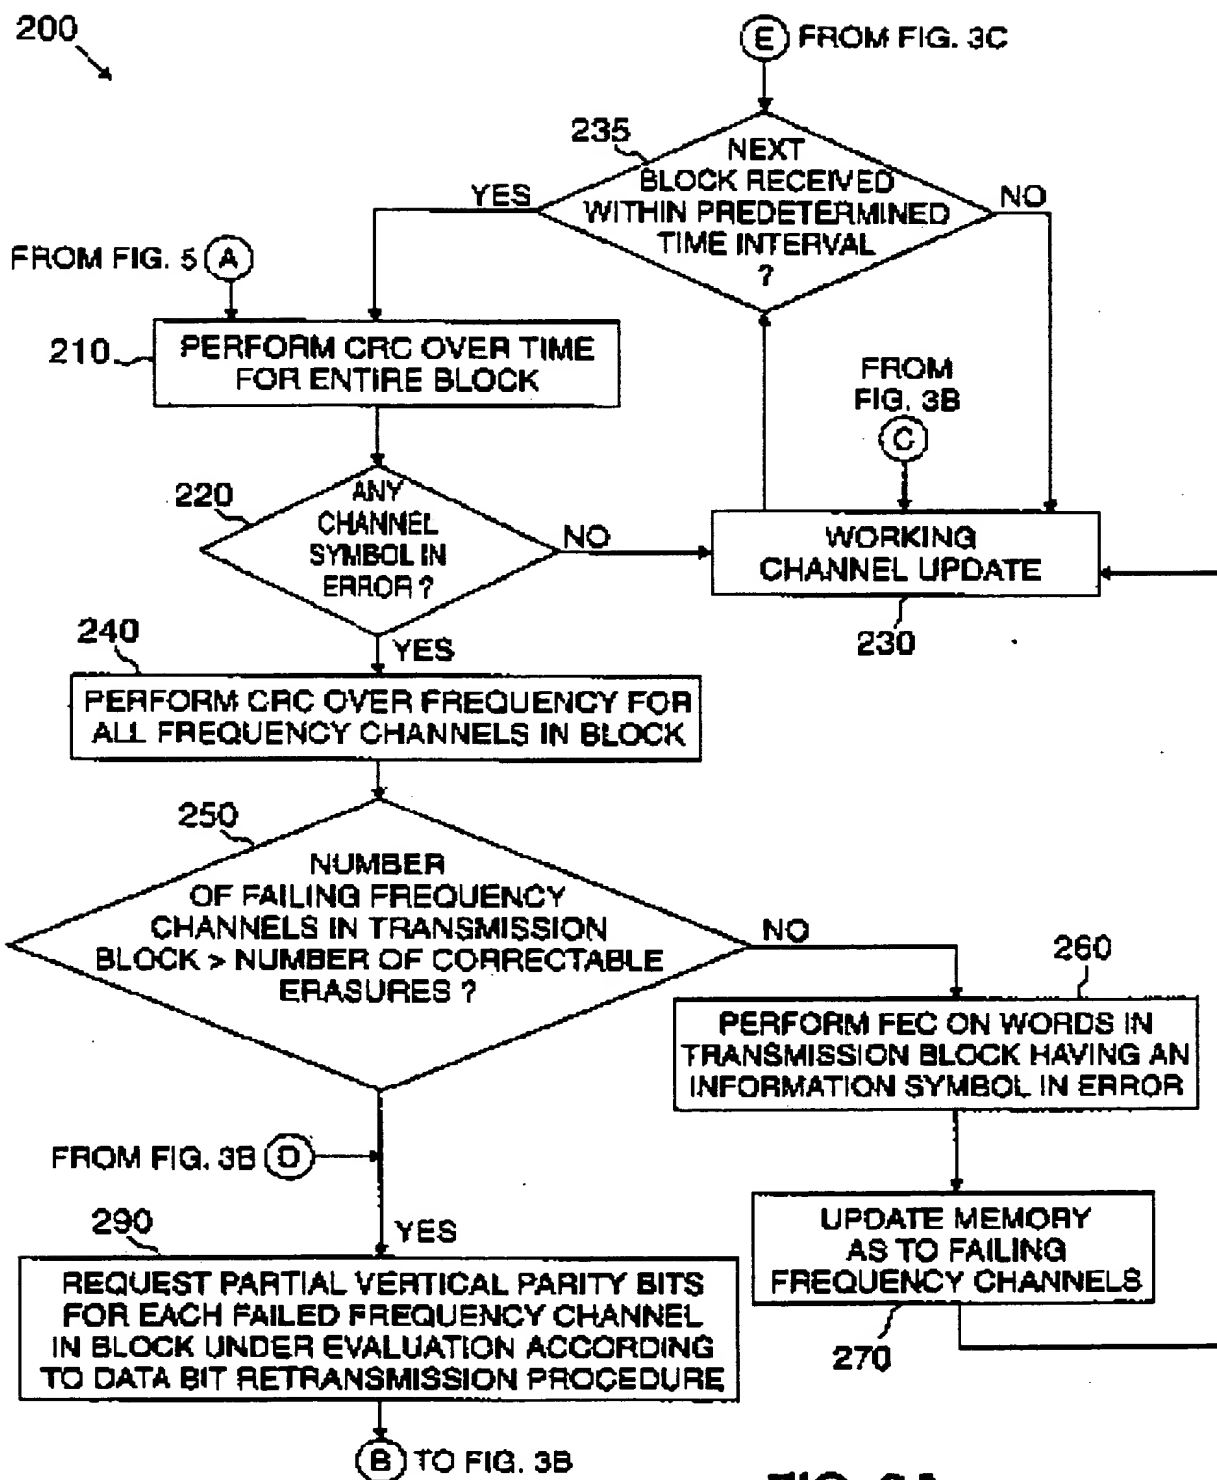 200
E FROM FIG. 3C
235
NEXT
BLOCK RECEIVED
WITHIN PREDETERMINED
TIME INTERVAL
?
YES
NO
FROM FIG. 5 A
210
PERFORM CRC OVER TIME
FOR ENTIRE BLOCK
FROM
FIG. 3B
C
220
ANY
CHANNEL
SYMBOL IN
ERROR ?
NO
WORKING
CHANNEL UPDATE
230
240
YES
PERFORM CRC OVER FREQUENCY FOR
ALL FREQUENCY CHANNELS IN BLOCK
250
NUMBER
OF FAILING FREQUENCY
CHANNELS IN TRANSMISSION
BLOCK > NUMBER OF CORRECTABLE
ERASURES ?
NO
260
PERFORM FEC ON WORDS IN
TRANSMISSION BLOCK HAVING AN
INFORMATION SYMBOL IN ERROR
FROM FIG. 3B D
290
YES
UPDATE MEMORY
AS TO FAILING
FREQUENCY CHANNELS
270
REQUEST PARTIAL VERTICAL PARITY BITS
FOR EACH FAILED FREQUENCY CHANNEL
IN BLOCK UNDER EVALUATION ACCORDING
TO DATA BIT RETRANSMISSION PROCEDURE
B TO FIG. 3B